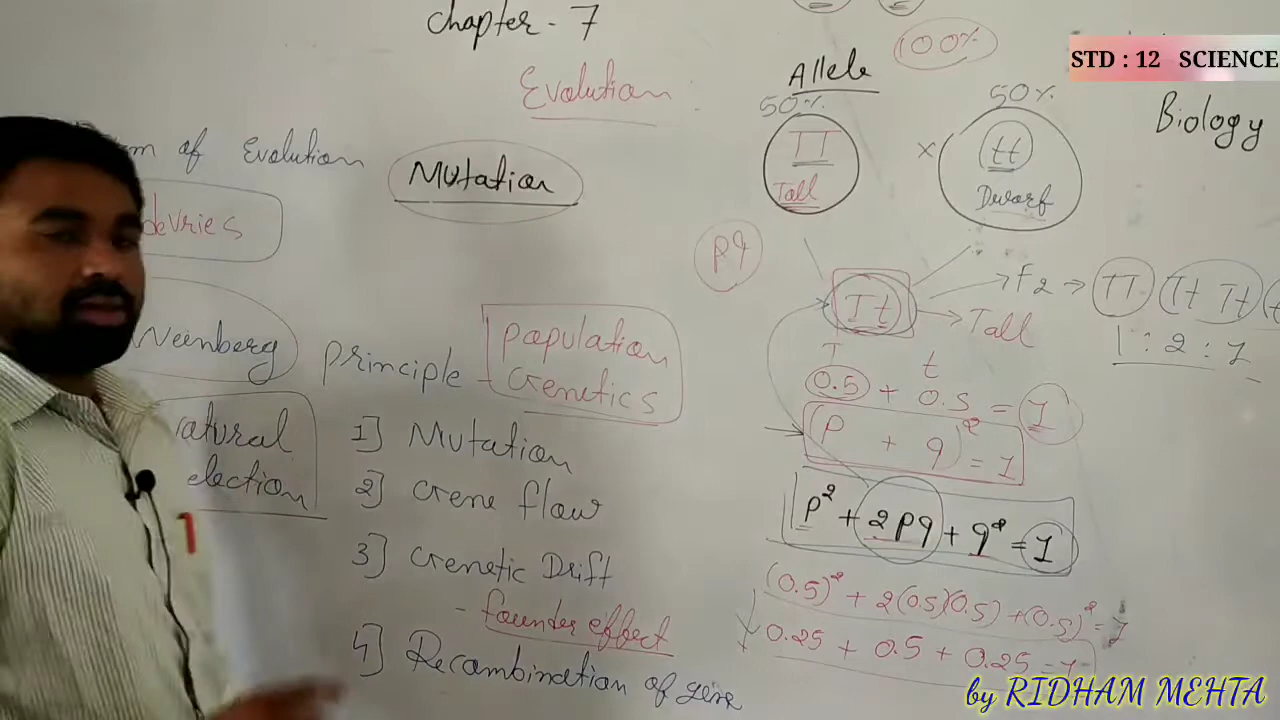 chapter - 7
100%
STD : 12 SCIENCE
Evolution
Allele
Biology
50%
50%
of Evolution
Mutation
TT
Tall
×
tt
Dwarf
devries
pq
Tt
F2 → TT Tt Tt
→ Tall
1 : 2 : 1
Weinberg principle - population
Genetics
T t
0.5 + 0.5 = 1
(p + q)² = 1
p² + 2pq + q² = 1
(0.5)² + 2(0.5)(0.5) + (0.5)² = 1
0.25 + 0.5 + 0.25 = 1
atural
election
1] Mutation
2] Gene flow
3] Genetic Drift
- founder effect
4] Recombination of gene
by RIDHAM MEHTA